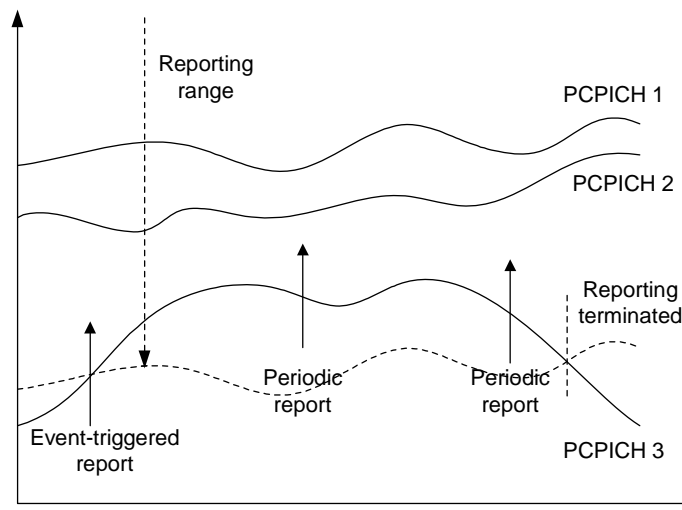 Reporting
range
PCPICH 1
PCPICH 2
Reporting
terminated
Periodic
report
Periodic
report
Event-triggered
report
PCPICH 3